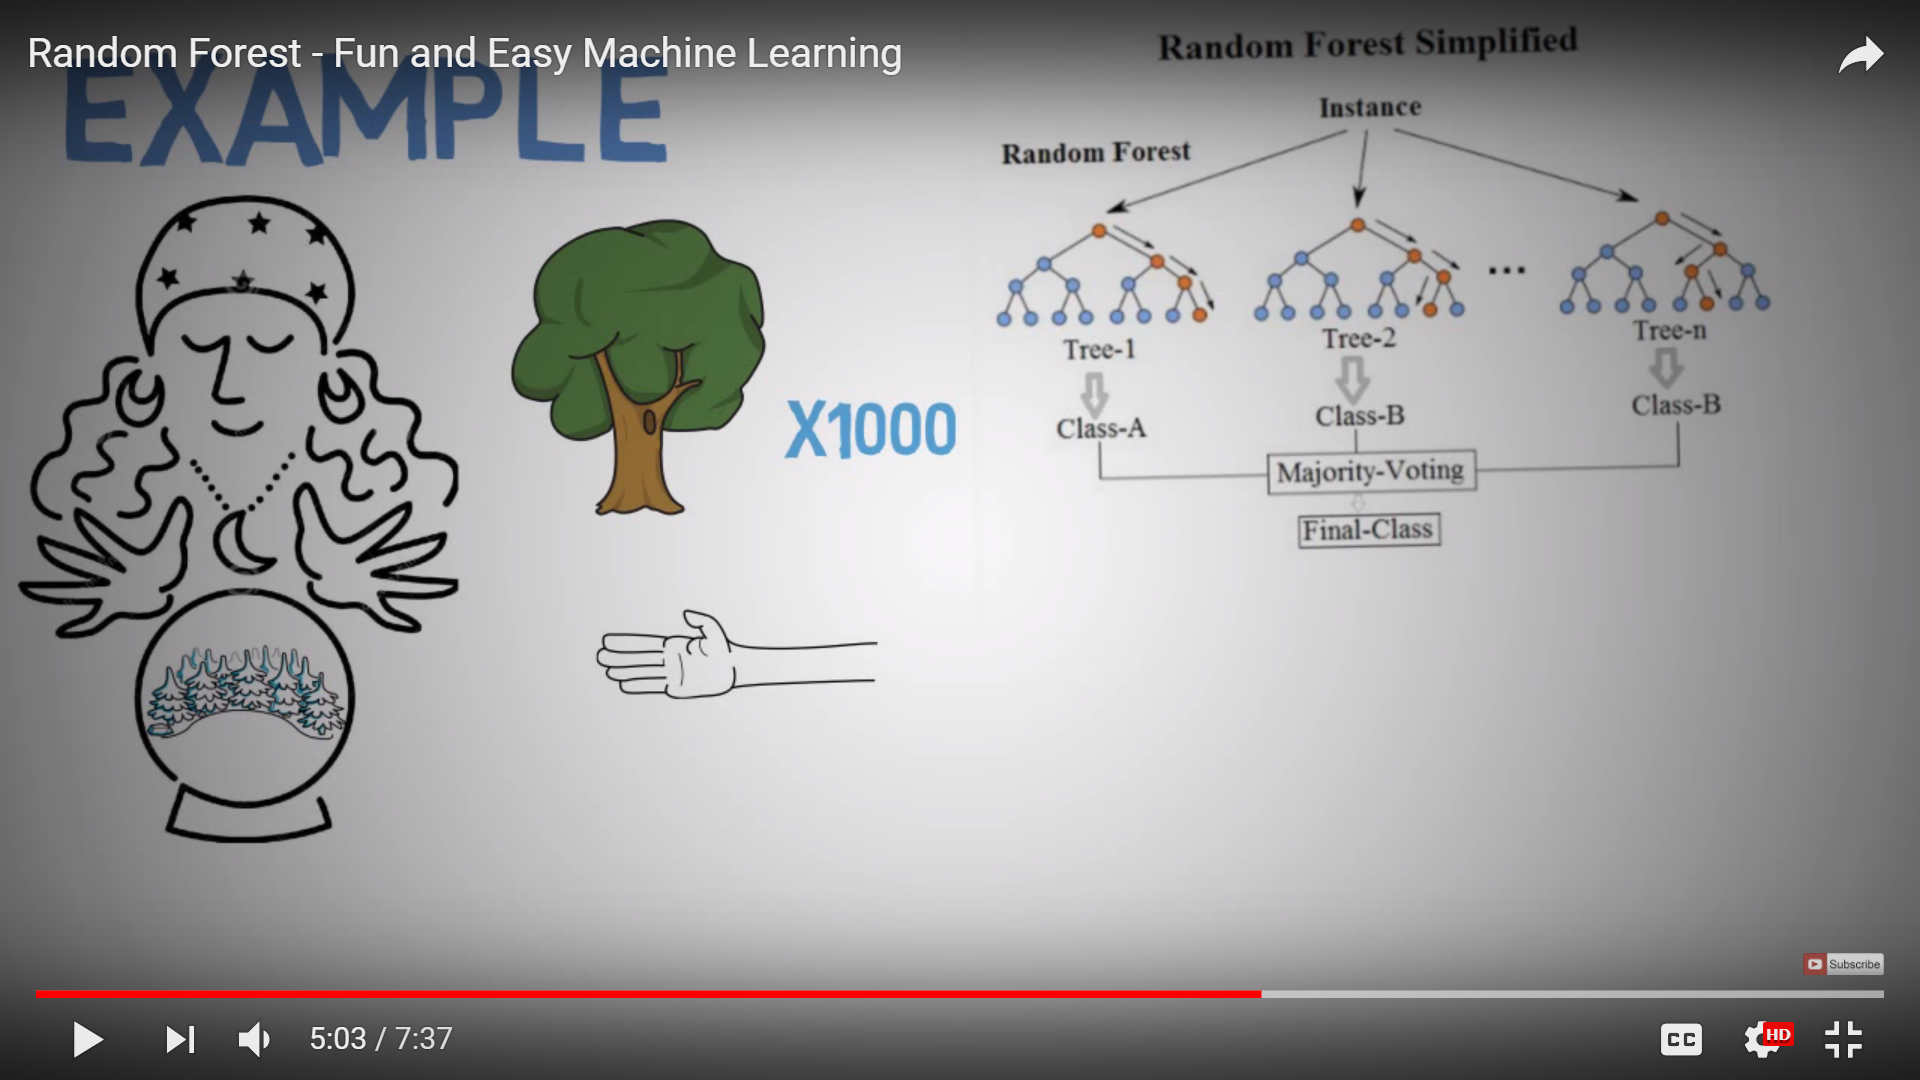 Random Forest - Fun and Easy Machine Learning
EXAMPLE
X1000
Random Forest Simplified
Instance
Random Forest
...
Tree-1
Tree-2
Tree-n
Class-A
Class-B
Class-B
Majority-Voting
Final-Class
Subscribe
5:03 / 7:37
CC
HD